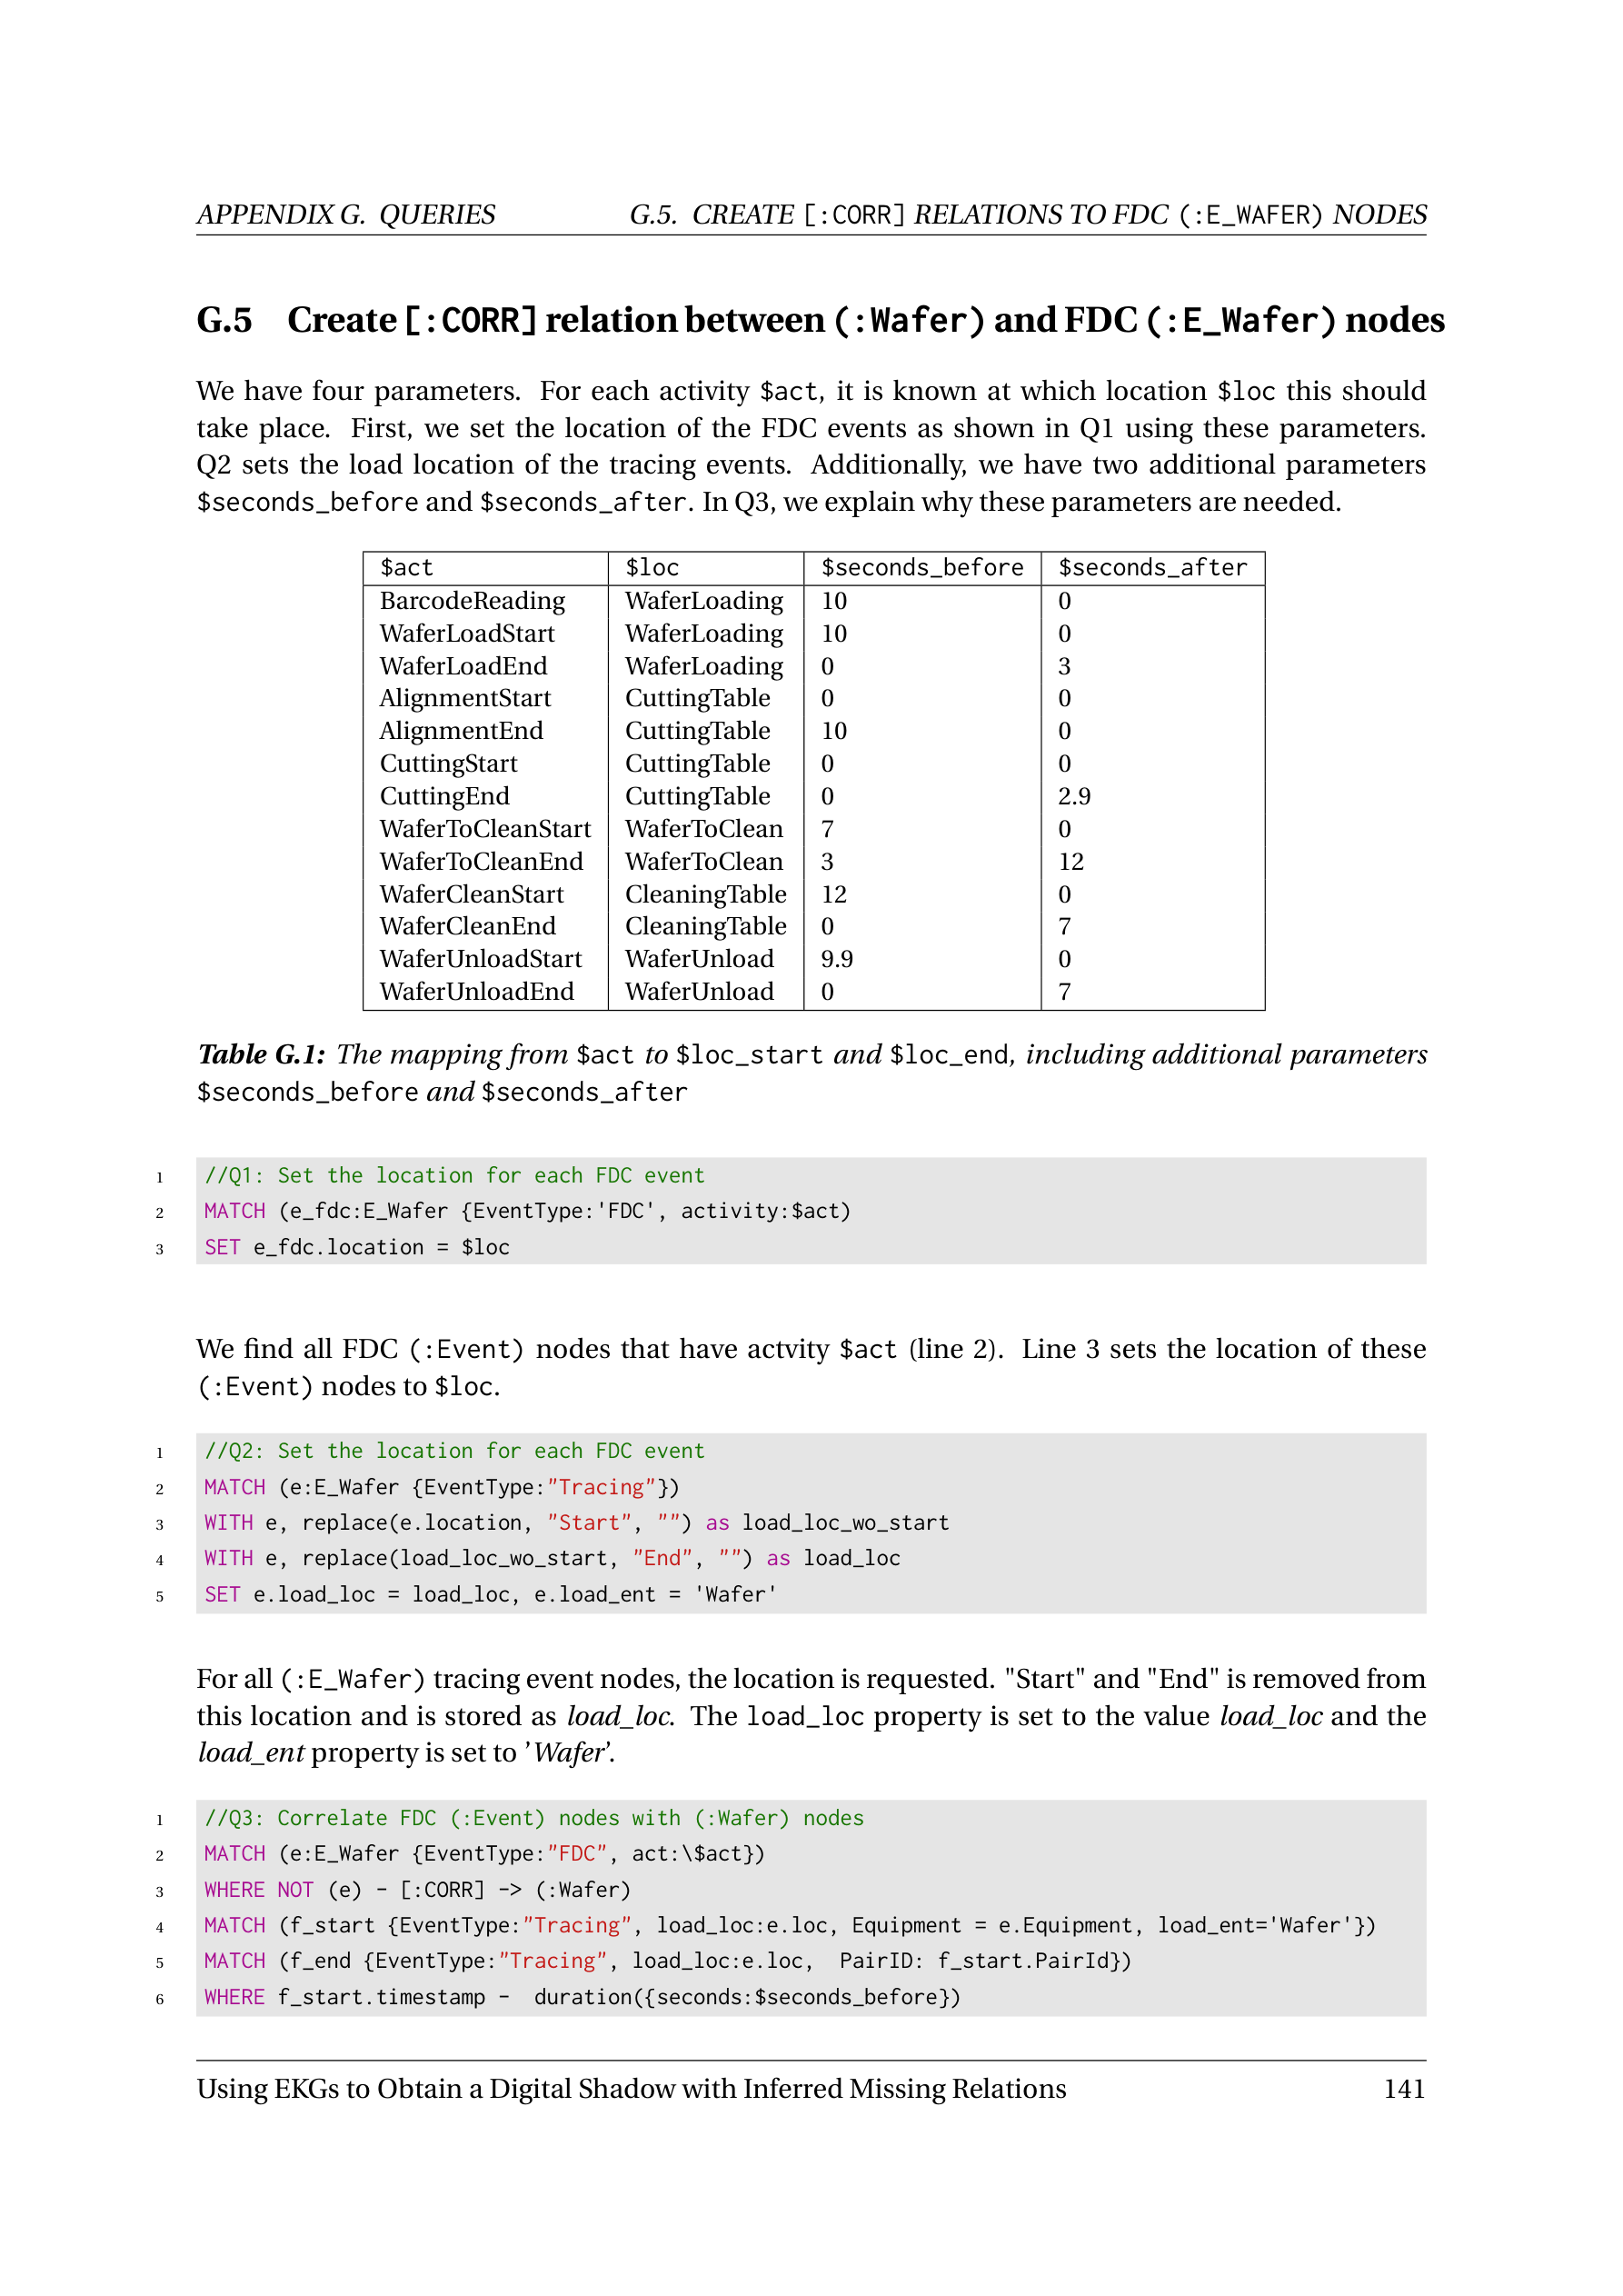 APPENDIX G. QUERIES G.5. CREATE [:CORR] RELATIONS TO FDC (:E_WAFER) NODES
G.5 Create [:CORR] relation between (:Wafer) and FDC (:E_Wafer) nodes
We have four parameters. For each activity $act, it is known at which location $loc this should
take place. First, we set the location of the FDC events as shown in Q1 using these parameters.
Q2 sets the load location of the tracing events. Additionally, we have two additional parameters
$seconds_before and $seconds_after. In Q3, we explain why these parameters are needed.
$act $loc $seconds_before $seconds_after
BarcodeReading WaferLoading 10 0
WaferLoadStart WaferLoading 10 0
WaferLoadEnd WaferLoading 0 3
AlignmentStart CuttingTable 0 0
AlignmentEnd CuttingTable 10 0
CuttingStart CuttingTable 0 0
CuttingEnd CuttingTable 0 2.9
WaferToCleanStart WaferToClean 7 0
WaferToCleanEnd WaferToClean 3 12
WaferCleanStart CleaningTable 12 0
WaferCleanEnd CleaningTable 0 7
WaferUnloadStart WaferUnload 9.9 0
WaferUnloadEnd WaferUnload 0 7
Table G.1: The mapping from $act to $loc_start and $loc_end, including additional parameters
$seconds_before and $seconds_after
1 //Q1: Set the location for each FDC event
2 MATCH (e_fdc:E_Wafer {EventType:'FDC', activity:$act)
3 SET e_fdc.location = $loc
We find all FDC (:Event) nodes that have actvity $act (line 2). Line 3 sets the location of these
(:Event) nodes to $loc.
1 //Q2: Set the location for each FDC event
2 MATCH (e:E_Wafer {EventType:"Tracing"})
3 WITH e, replace(e.location, "Start", "") as load_loc_wo_start
4 WITH e, replace(load_loc_wo_start, "End", "") as load_loc
5 SET e.load_loc = load_loc, e.load_ent = 'Wafer'
For all (:E_Wafer) tracing event nodes, the location is requested. "Start" and "End" is removed from
this location and is stored as load_loc. The load_loc property is set to the value load_loc and the
load_ent property is set to ’Wafer’.
1 //Q3: Correlate FDC (:Event) nodes with (:Wafer) nodes
2 MATCH (e:E_Wafer {EventType:"FDC", act:\$act})
3 WHERE NOT (e) - [:CORR] -> (:Wafer)
4 MATCH (f_start {EventType:"Tracing", load_loc:e.loc, Equipment = e.Equipment, load_ent='Wafer'})
5 MATCH (f_end {EventType:"Tracing", load_loc:e.loc, PairID: f_start.PairId})
6 WHERE f_start.timestamp - duration({seconds:$seconds_before})
Using EKGs to Obtain a Digital Shadow with Inferred Missing Relations 141